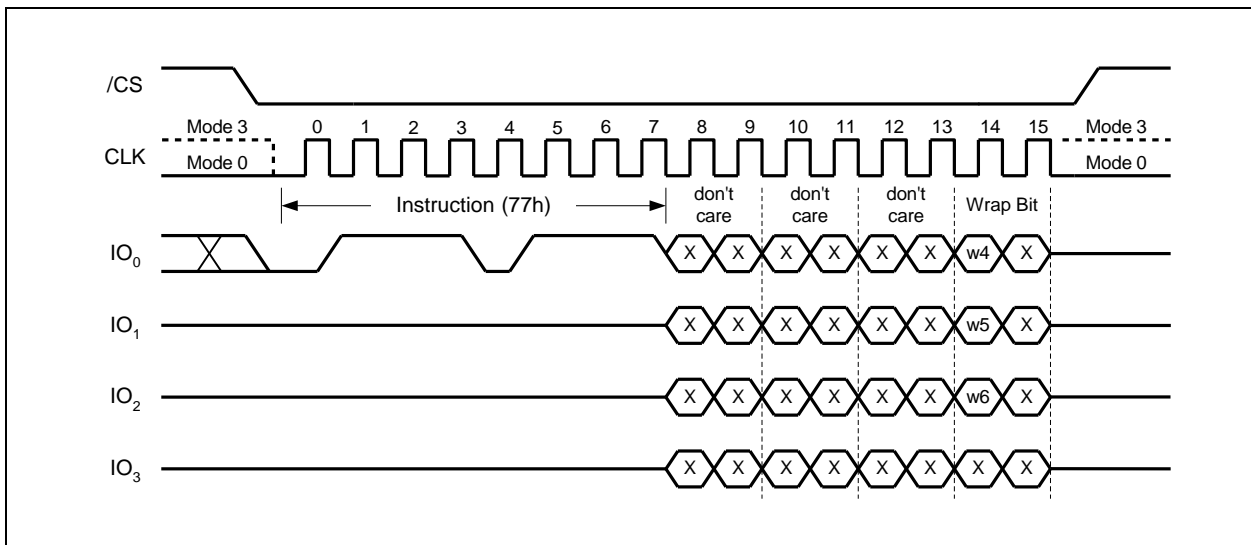 /CS
Mode 3 0 1 2 3 4 5 6 7 8 9 10 11 12 13 14 15 Mode 3
CLK Mode 0 Mode 0
Instruction (77h) don't care don't care don't care Wrap Bit
IO0 X X X X X X w4 X
IO1 X X X X X X w5 X
IO2 X X X X X X w6 X
IO3 X X X X X X X X